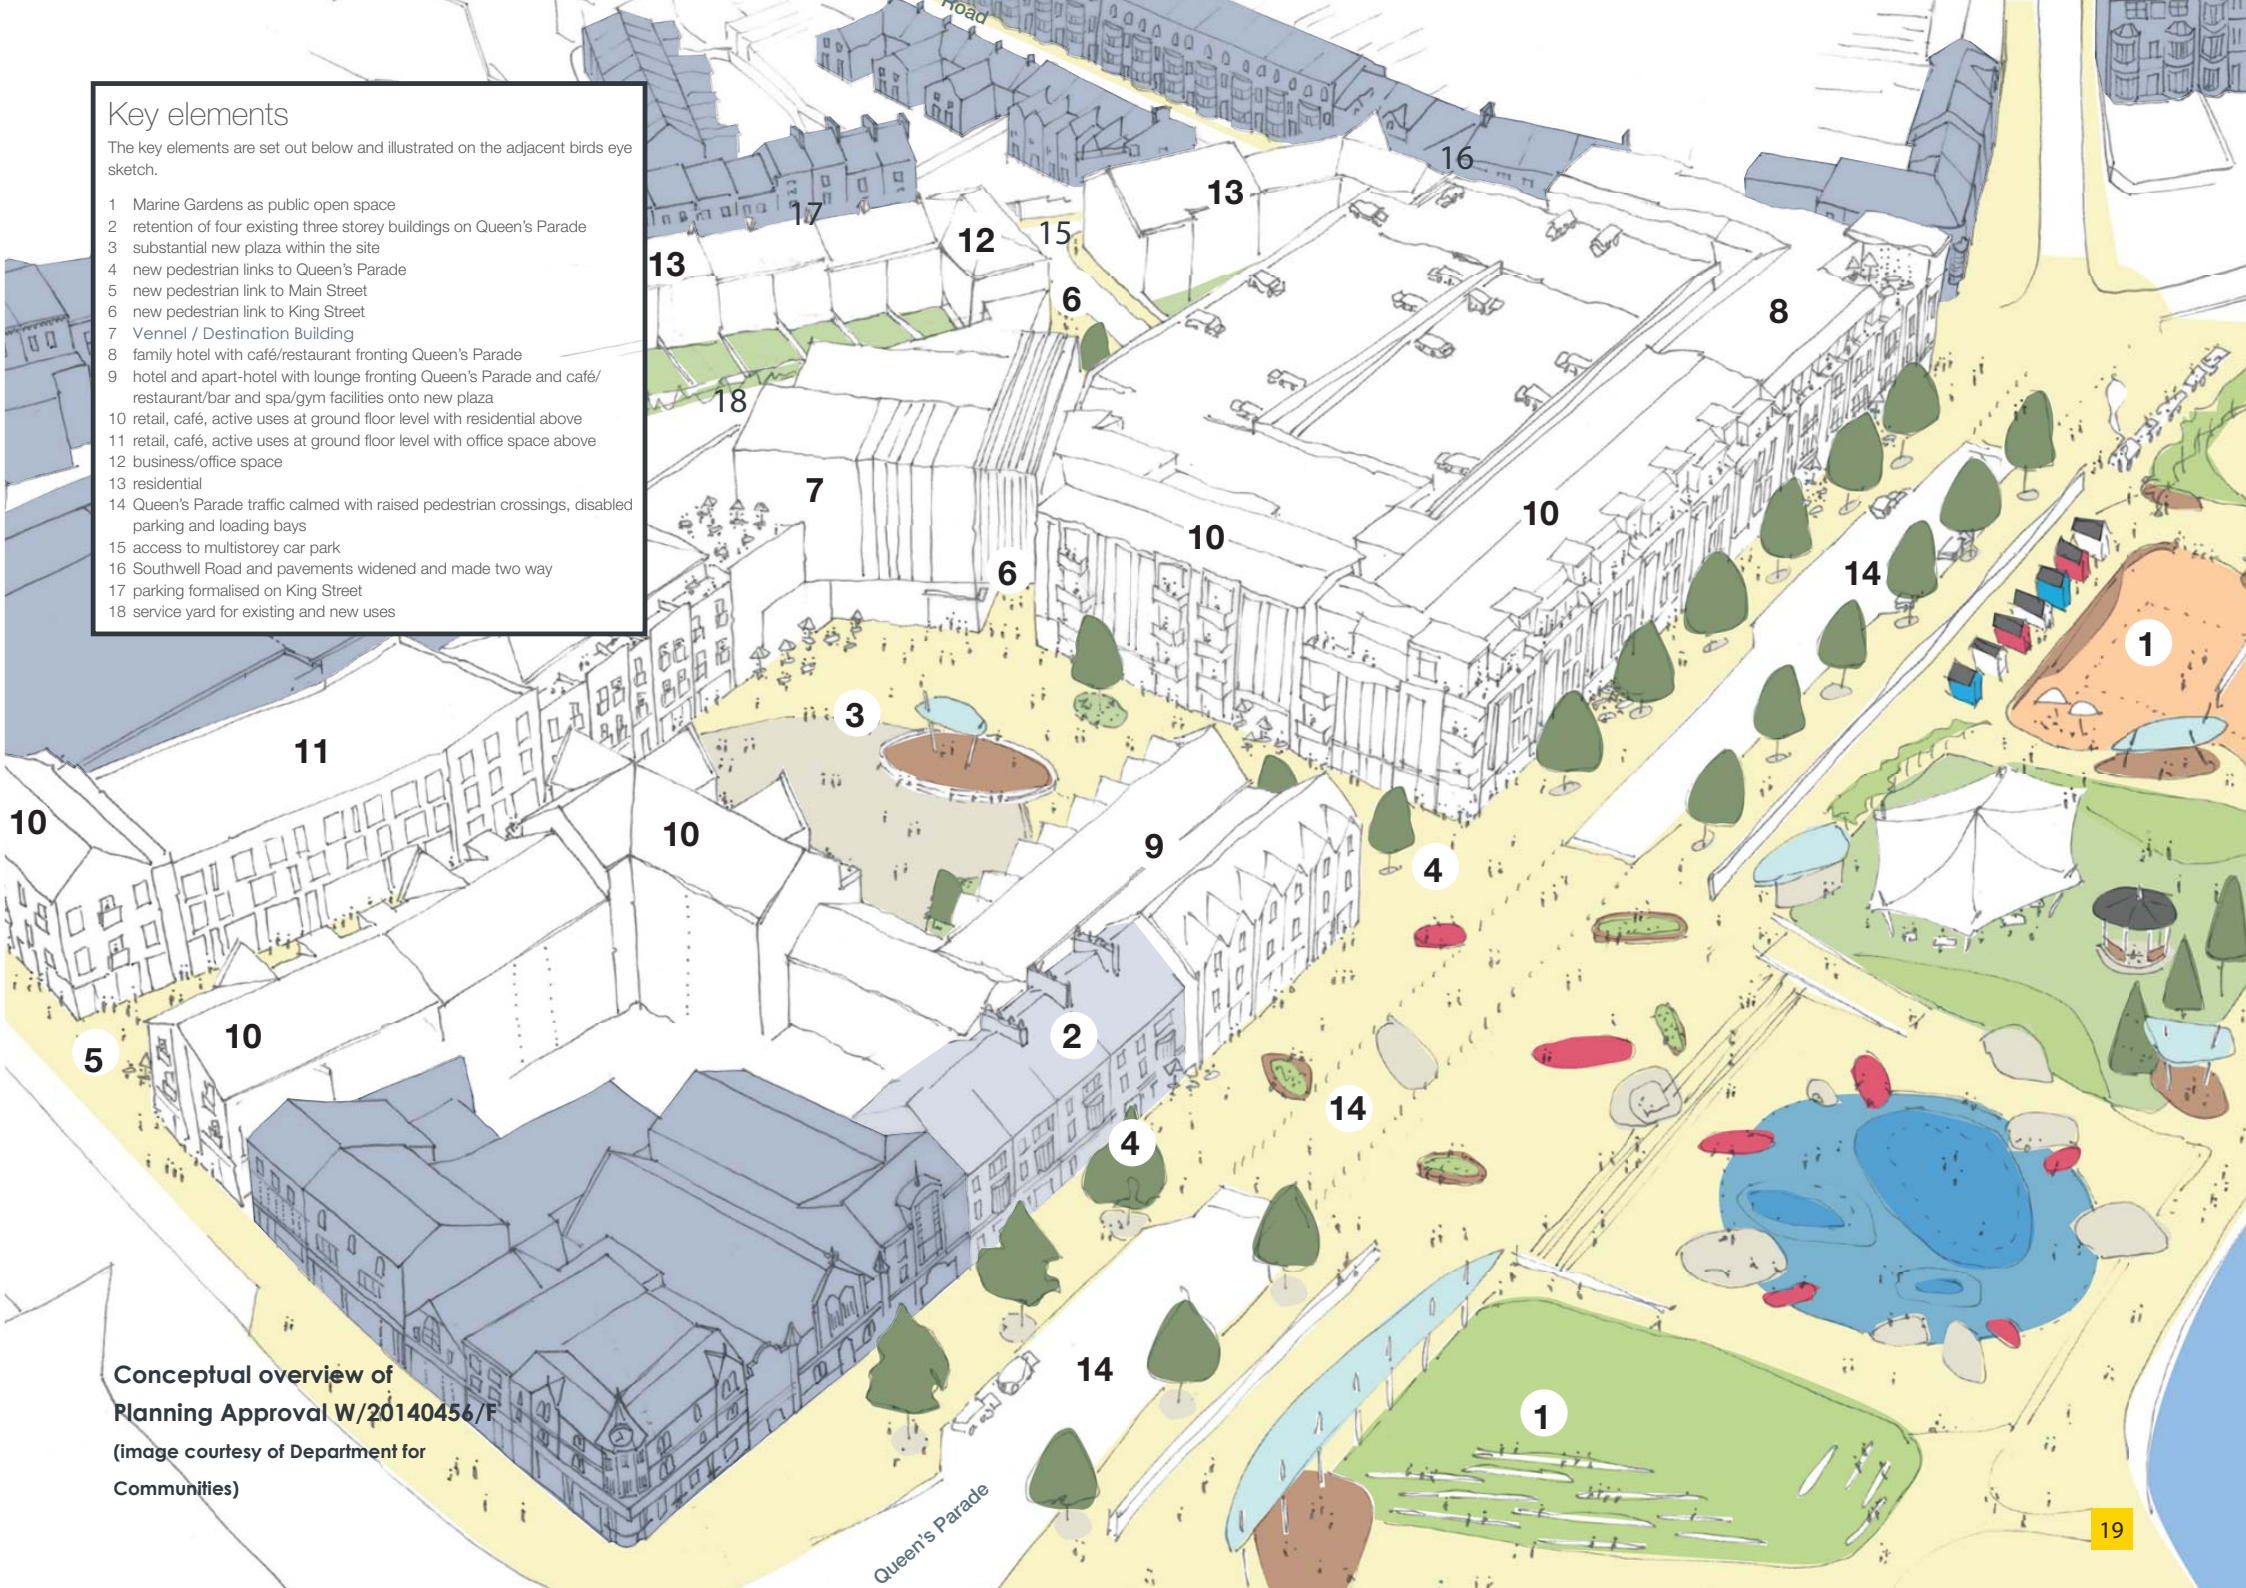 Road
Key elements
The key elements are set out below and illustrated on the adjacent birds eye
sketch.
1 Marine Gardens as public open space
2 retention of four existing three storey buildings on Queen's Parade
3 substantial new plaza within the site
4 new pedestrian links to Queen's Parade
5 new pedestrian link to Main Street
6 new pedestrian link to King Street
7 Vennel / Destination Building
8 family hotel with café/restaurant fronting Queen's Parade
9 hotel and apart-hotel with lounge fronting Queen's Parade and café/
restaurant/bar and spa/gym facilities onto new plaza
10 retail, café, active uses at ground floor level with residential above
11 retail, café, active uses at ground floor level with office space above
12 business/office space
13 residential
14 Queen's Parade traffic calmed with raised pedestrian crossings, disabled
parking and loading bays
15 access to multistorey car park
16 Southwell Road and pavements widened and made two way
17 parking formalised on King Street
18 service yard for existing and new uses
16
13
17
15
12
13
6
8
18
7
10
10
6
14
1
3
11
10
10
9
4
10
2
5
14
4
14
1
Conceptual overview of
Planning Approval W/20140456/F
(image courtesy of Department for
Communities)
Queen's Parade
19